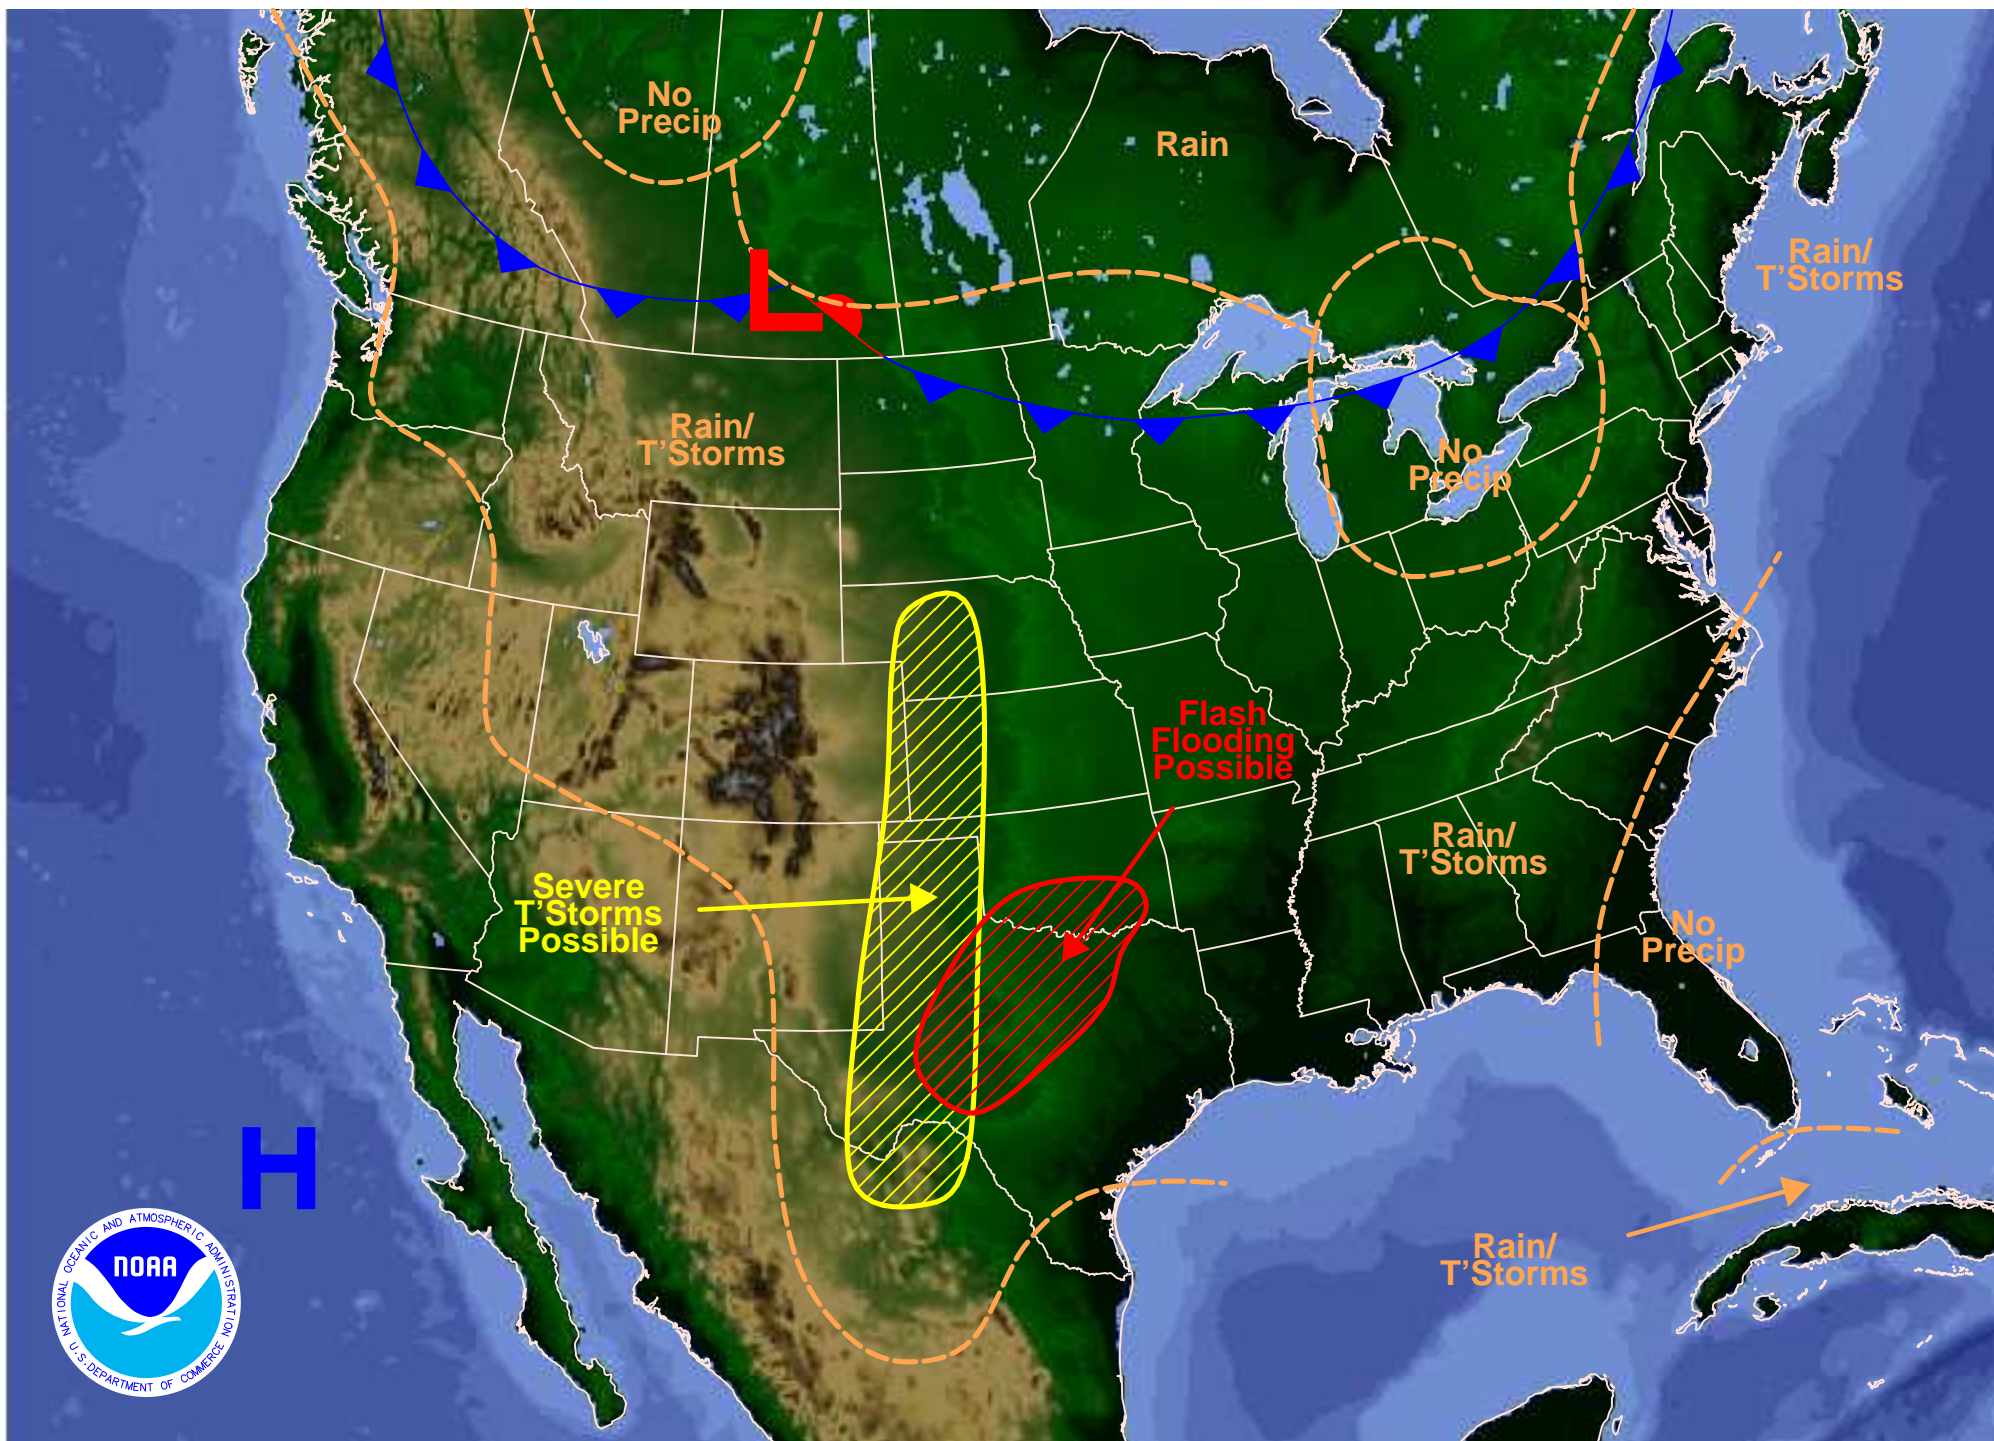 No
Precip
Rain
Rain/
T'Storms
Rain/
T'Storms
No
Precip
Flash
Flooding
Possible
Rain/
T'Storms
Severe
T'Storms
Possible
No
Precip
L
H
Rain/
T'Storms
NATIONAL OCEANIC AND ATMOSPHERIC ADMINISTRATION
NOAA
U.S. DEPARTMENT OF COMMERCE